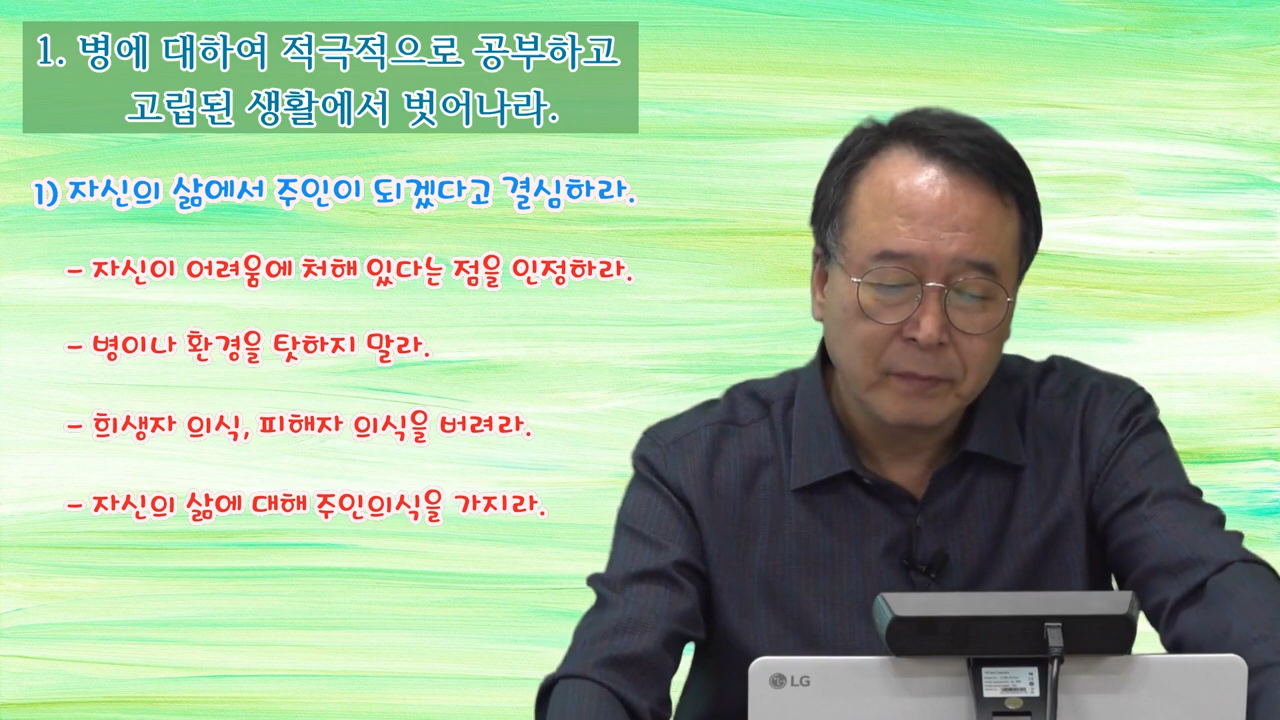 1. 병에 대하여 적극적으로 공부하고
고립된 생활에서 벗어나라.
1) 자신의 삶에서 주인이 되겠다고 결심하라.
- 자신이 어려움에 처해 있다는 점을 인정하라.
- 병이나 환경을 탓하지 말라.
- 희생자 의식, 피해자 의식을 버려라.
- 자신의 삶에 대해 주인의식을 가지라.
LG